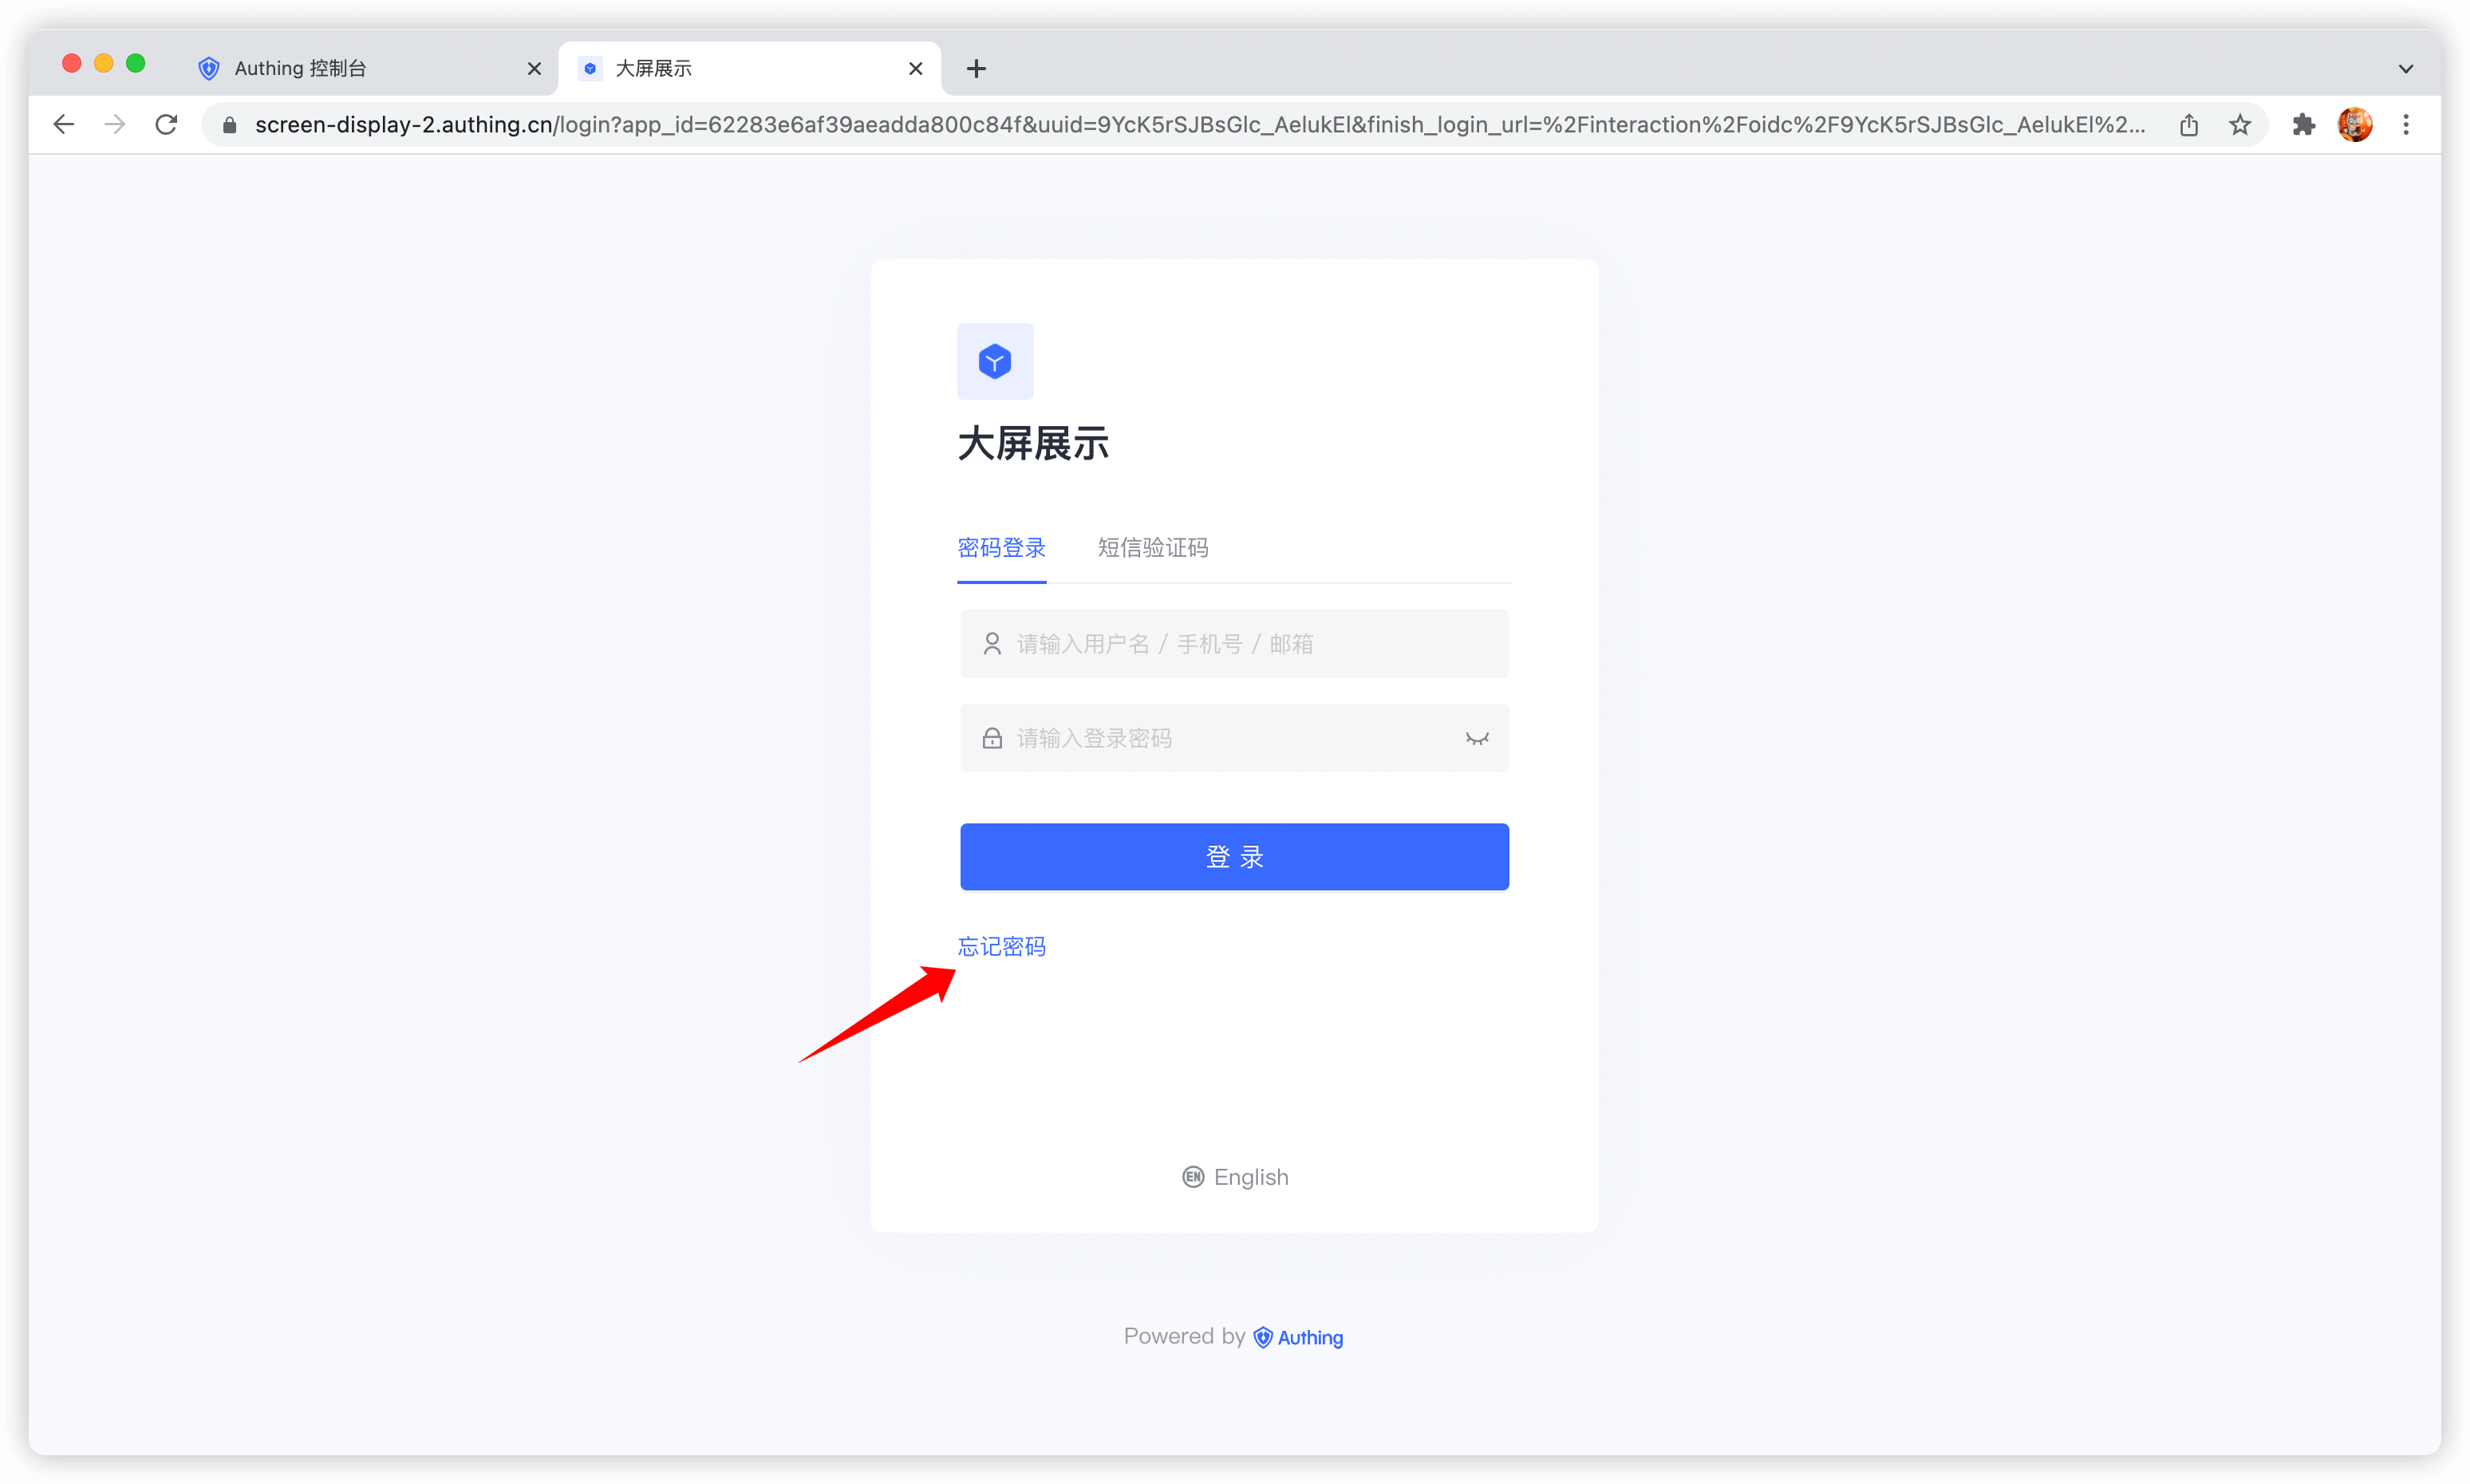 Authing 控制台
大屏展示
screen-display-2.authing.cn/login?app_id=62283e6af39aeadda800c84f&uuid=9YcK5rSJBsGlc_AelukEl&finish_login_url=%2Finteraction%2Foidc%2F9YcK5rSJBsGlc_AelukEl%2...
大屏展示
密码登录 短信验证码
请输入用户名 / 手机号 / 邮箱
请输入登录密码
登 录
忘记密码
EN English
Powered by Authing